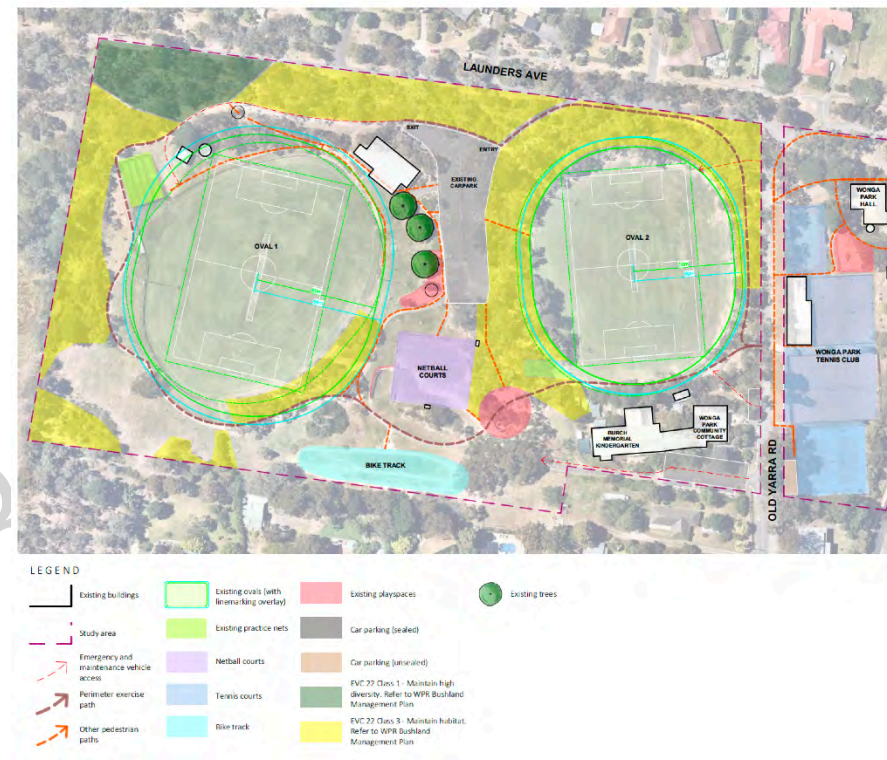 LAUNDERS AVE
EXIT
ENTRY
EXISTING
CARPARK
OVAL 1
OVAL 2
WONGA
PARK
HALL
NETBALL
COURTS
WONGA PARK
TENNIS CLUB
BURCH
MEMORIAL
KINDERGARTEN
WONGA
PARK
COMMUNITY
COTTAGE
BIKE TRACK
OLD YARRA RD
LEGEND
Existing buildings
Study area
Emergency and
maintenance vehicle
access
Perimeter exercise
path
Other pedestrian
paths
Existing ovals (with
linemarking overlay)
Existing practice nets
Netball courts
Tennis courts
Bike track
Existing playspaces
Car parking (sealed)
Car parking (unsealed)
EVC 22 Class 1 - Maintain high
diversity. Refer to WPR Bushland
Management Plan
EVC 22 Class 3 - Maintain habitat.
Refer to WPR Bushland
Management Plan
Existing trees